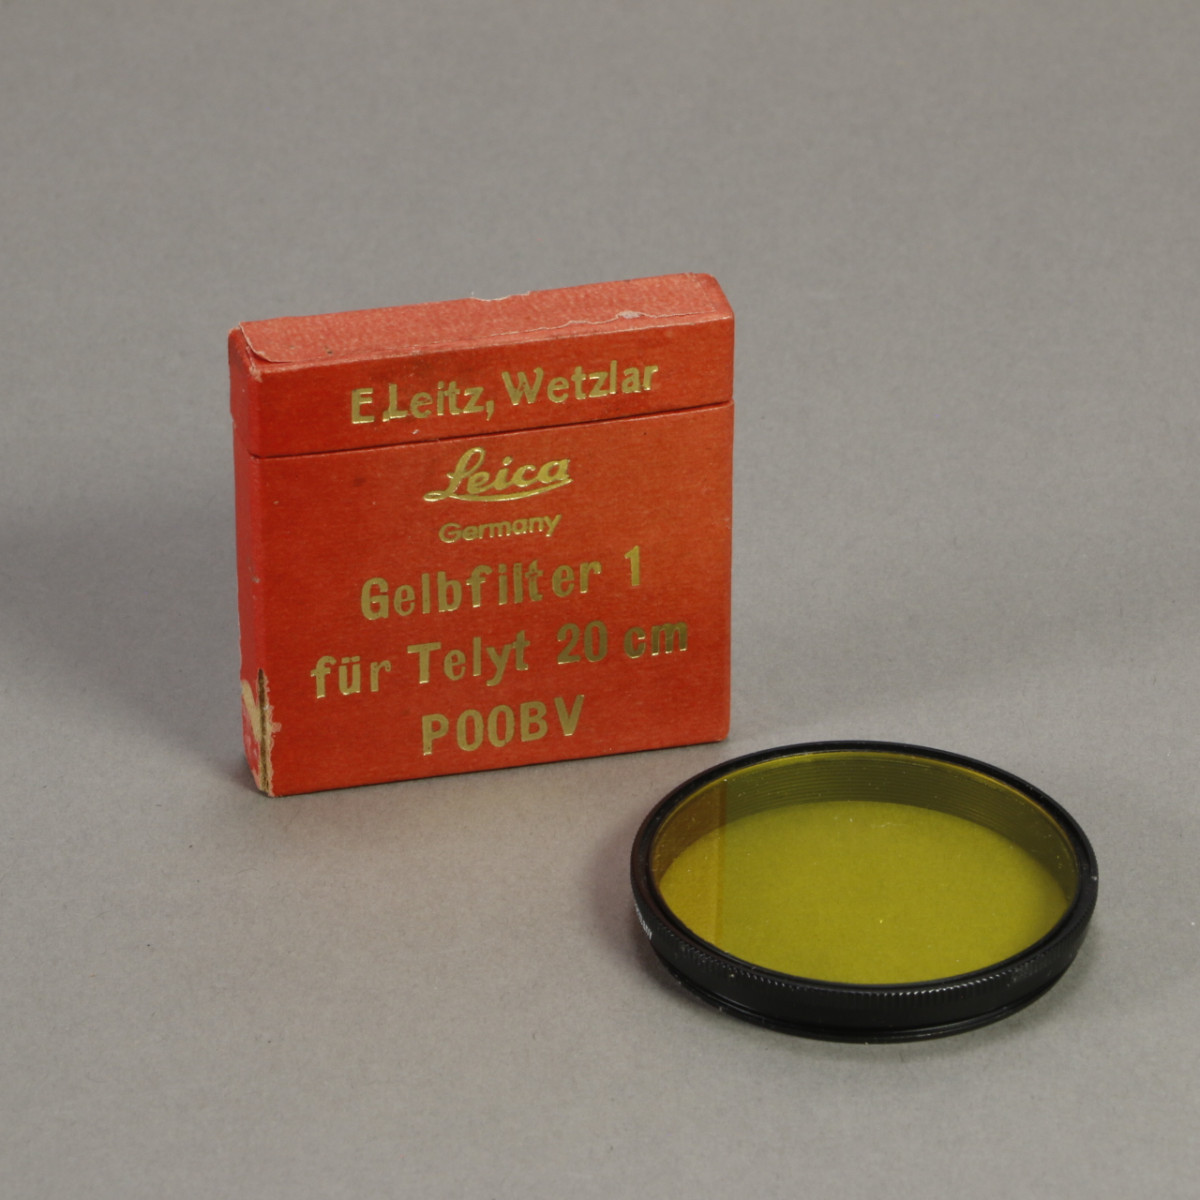 E. Leitz, Wetzlar
Leica
Germany
Gelbfilter 1
für Telyt 20 cm
POOBV